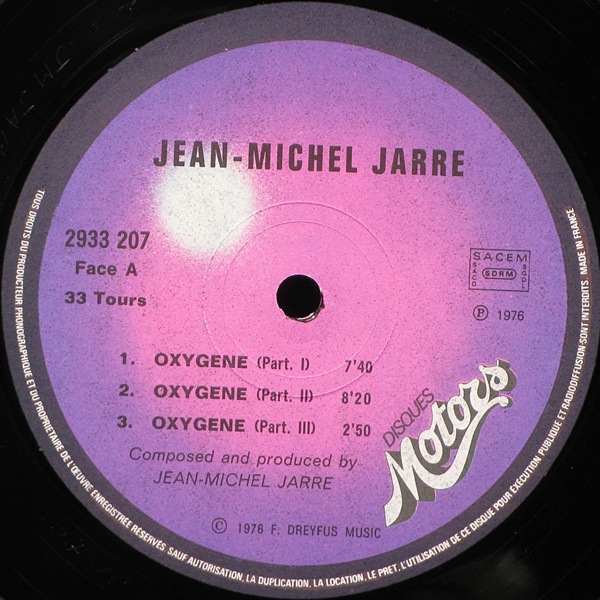 JEAN-MICHEL JARRE
2933 207
Face A
33 Tours
SACEM
SACD
SDRM
SGDL
Ⓟ 1976
1. OXYGENE (Part. I) 7'40
2. OXYGENE (Part. II) 8'20
3. OXYGENE (Part. III) 2'50
Composed and produced by
JEAN-MICHEL JARRE
DISQUES
Motors
© 1976 F. DREYFUS MUSIC
TOUS DROITS DU PRODUCTEUR PHONOGRAPHIQUE ET DU PROPRIETAIRE DE L'ŒUVRE ENREGISTREE RESERVES SAUF AUTORISATION, LA DUPLICATION, LA LOCATION, LE PRET, L'UTILISATION DE CE DISQUE POUR EXECUTION PUBLIQUE ET RADIODIFFUSION SONT INTERDITS. MADE IN FRANCE